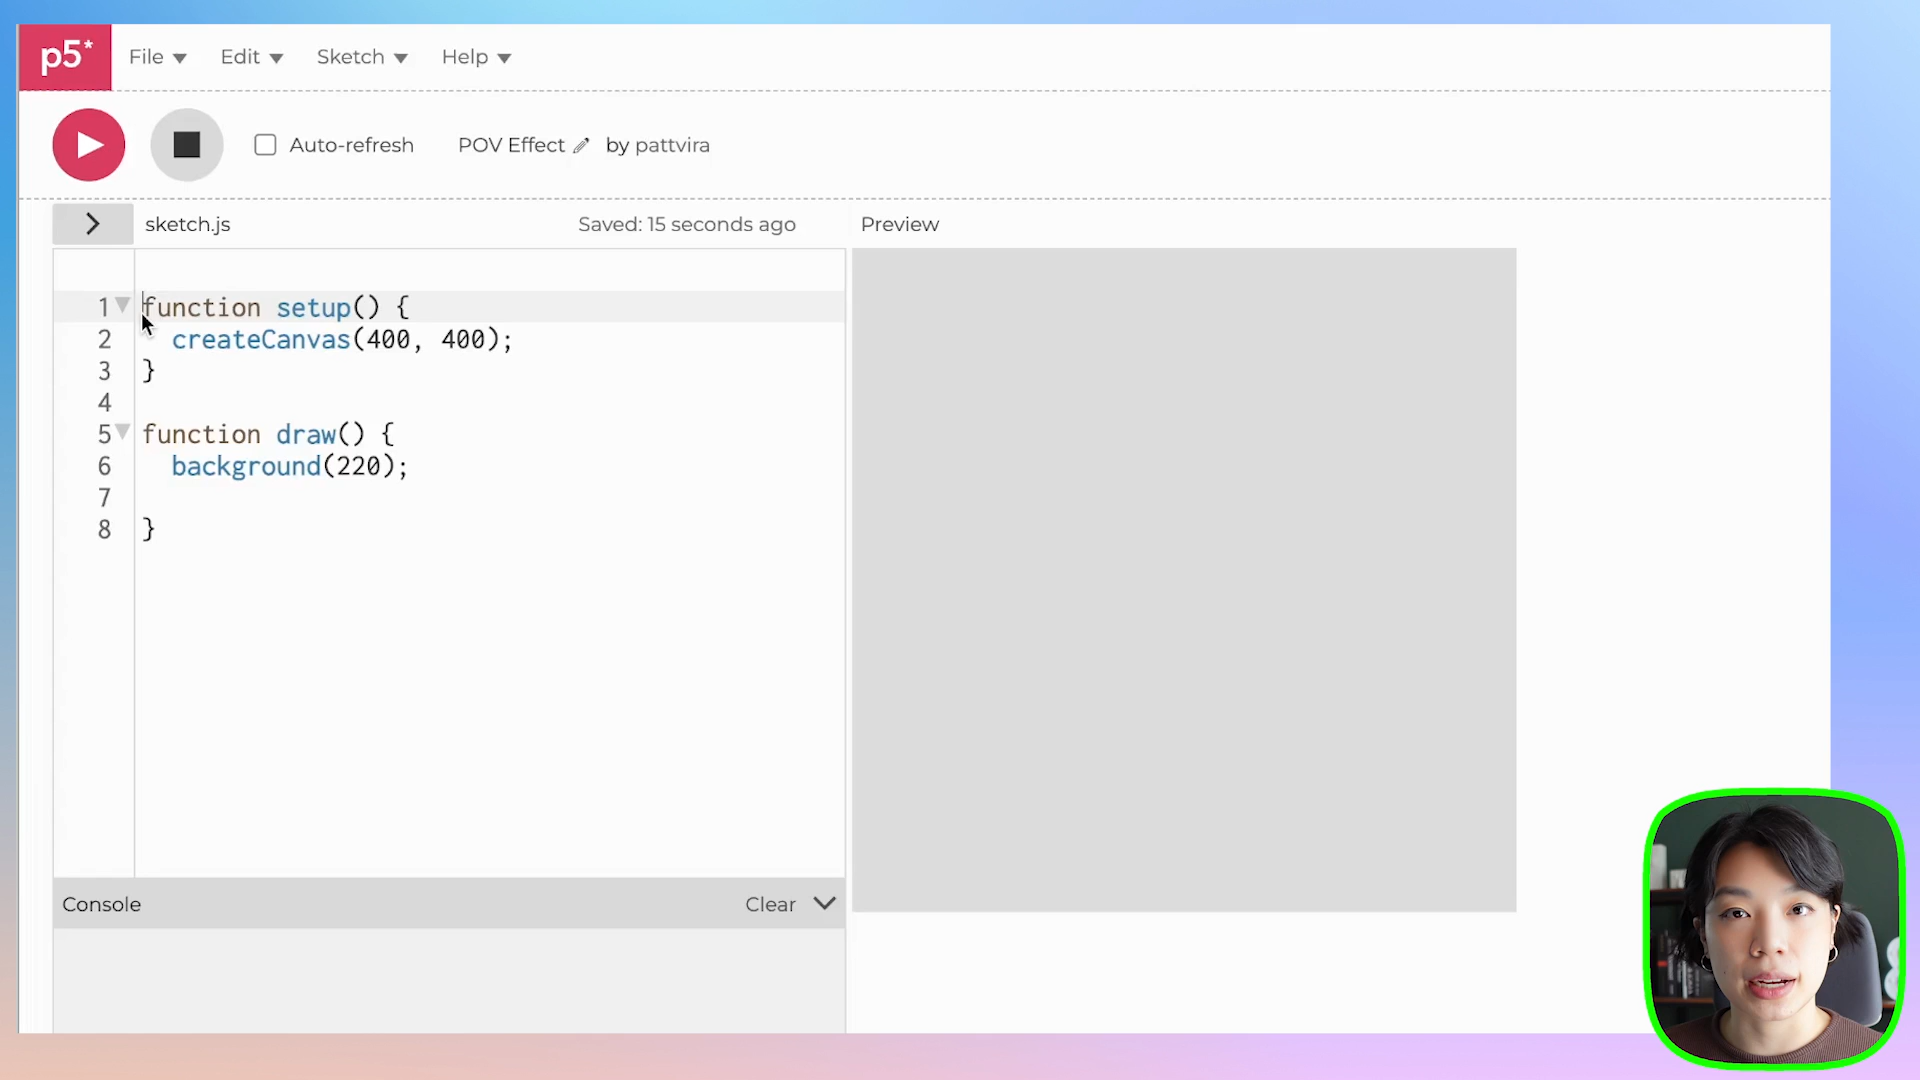 p5* File Edit Sketch Help
Auto-refresh POV Effect by pattvira
sketch.js Saved: 15 seconds ago Preview
1 function setup() {
2 createCanvas(400, 400);
3 }
4
5 function draw() {
6 background(220);
7
8 }
Console Clear